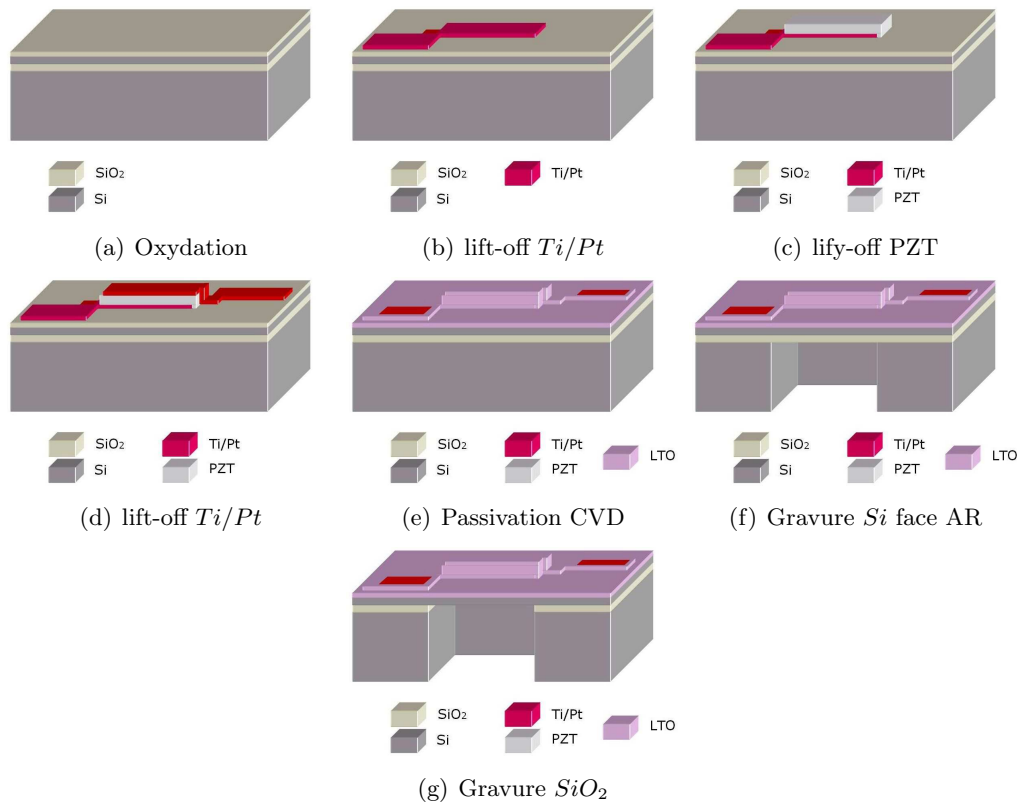 SiO₂
Si
(a) Oxydation
SiO₂ Ti/Pt
Si
(b) lift-off Ti/Pt
SiO₂ Ti/Pt
Si PZT
(c) lify-off PZT
SiO₂ Ti/Pt
Si PZT
(d) lift-off Ti/Pt
SiO₂ Ti/Pt LTO
Si PZT
(e) Passivation CVD
SiO₂ Ti/Pt LTO
Si PZT
(f) Gravure Si face AR
SiO₂ Ti/Pt LTO
Si PZT
(g) Gravure SiO₂